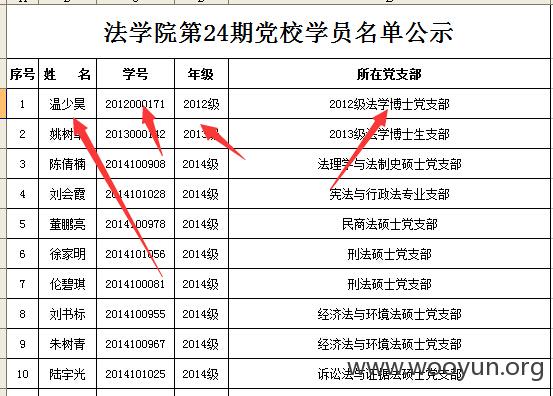 法学院第24期党校学员名单公示
序号 姓 名 学号 年级 所在党支部
1 温少昊 2012000171 2012级 2012级法学博士党支部
2 姚树 2013000142 2013级 2013级法学博士生支部
3 陈倩楠 2014100908 2014级 法理学与法制史硕士党支部
4 刘会霞 2014101028 2014级 宪法与行政法专业支部
5 董鹏亮 2014100978 2014级 民商法硕士党支部
6 徐家明 2014101056 2014级 刑法硕士党支部
7 伦碧琪 2014100081 2014级 刑法硕士党支部
8 刘书标 2014100955 2014级 经济法与环境法硕士党支部
9 朱树青 2014100967 2014级 经济法与环境法硕士党支部
10 陆宇光 2014101025 2014级 诉讼法与证据法硕士党支部
www.wooyun.org